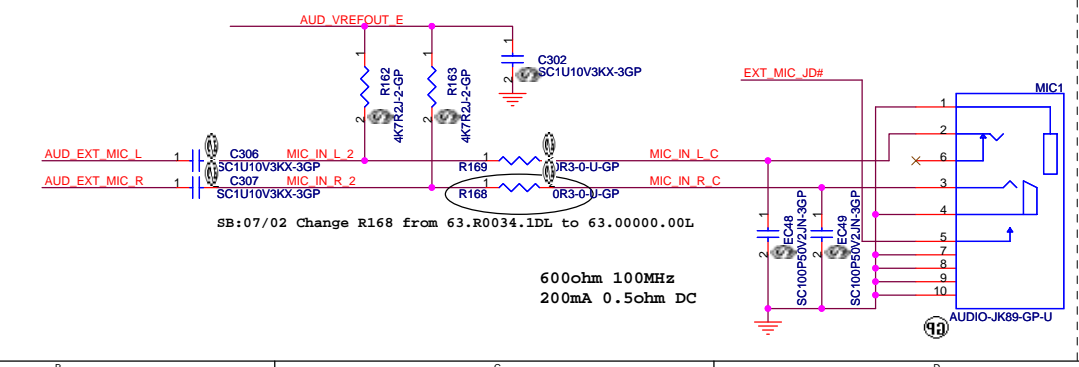 AUD_VREFOUT_E
1
C302
2
SC1U10V3KX-3GP
1
R162
2
4K7R2J-2-GP
1
R163
2
4K7R2J-2-GP
EXT_MIC_JD#
MIC1
AUD_EXT_MIC_L
1
C306
SC1U10V3KX-3GP
MIC_IN_L_2
R169
1
0R3-0-U-GP
MIC_IN_L_C
AUD_EXT_MIC_R
1
C307
SC1U10V3KX-3GP
MIC_IN_R_2
R168
1
0R3-0-U-GP
MIC_IN_R_C
SB:07/02 Change R168 from 63.R0034.1DL to 63.00000.00L
1
EC48
2
SC100P50V2JN-3GP
1
EC49
2
SC100P50V2JN-3GP
1
2
6
3
4
5
7
8
9
10
600ohm 100MHz
200mA 0.5ohm DC
AUDIO-JK89-GP-U